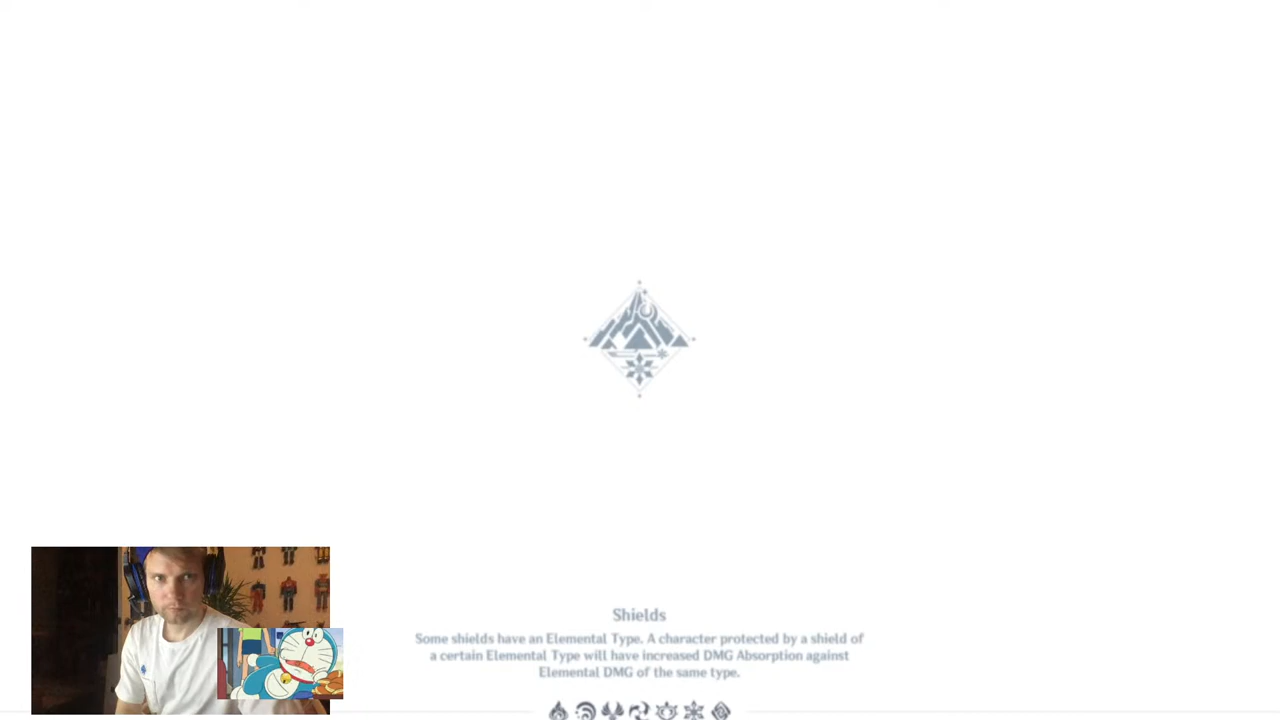 Shields
Some shields have an Elemental Type. A character protected by a shield of
a certain Elemental Type will have increased DMG Absorption against
Elemental DMG of the same type.